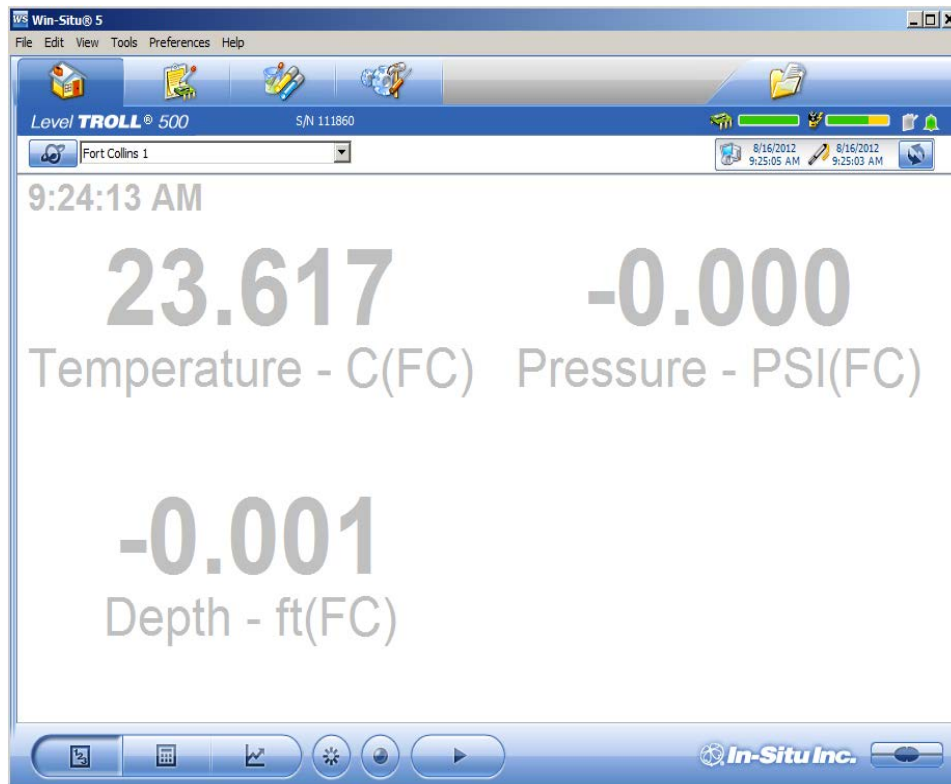 WS Win-Situ® 5
File Edit View Tools Preferences Help
Level TROLL® 500 S/N 111860
Fort Collins 1 8/16/2012 9:25:05 AM 8/16/2012 9:25:03 AM
9:24:13 AM
23.617 -0.000
Temperature - C(FC) Pressure - PSI(FC)
-0.001
Depth - ft(FC)
In-Situ Inc.